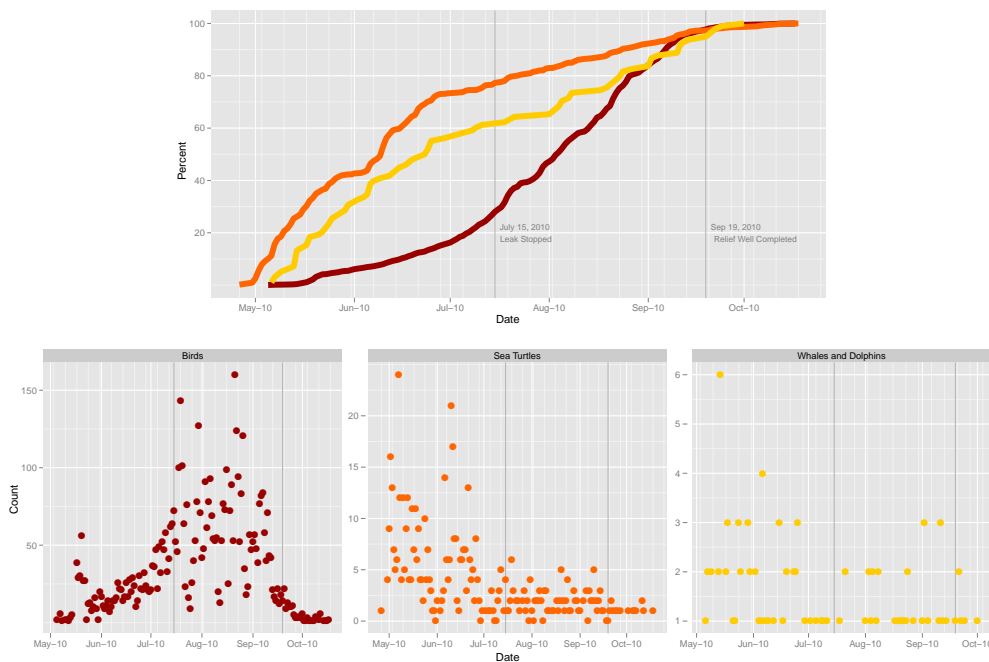 100
80
60
40
20
Percent
July 15, 2010
Leak Stopped
Sep 19, 2010
Relief Well Completed
May–10
Jun–10
Jul–10
Aug–10
Sep–10
Oct–10
Date
Birds
Sea Turtles
Whales and Dolphins
Count
150
100
50
20
15
10
5
0
6
5
4
3
2
1
May–10 Jun–10 Jul–10 Aug–10 Sep–10 Oct–10
May–10 Jun–10 Jul–10 Aug–10 Sep–10 Oct–10
May–10 Jun–10 Jul–10 Aug–10 Sep–10 Oct–10
Date